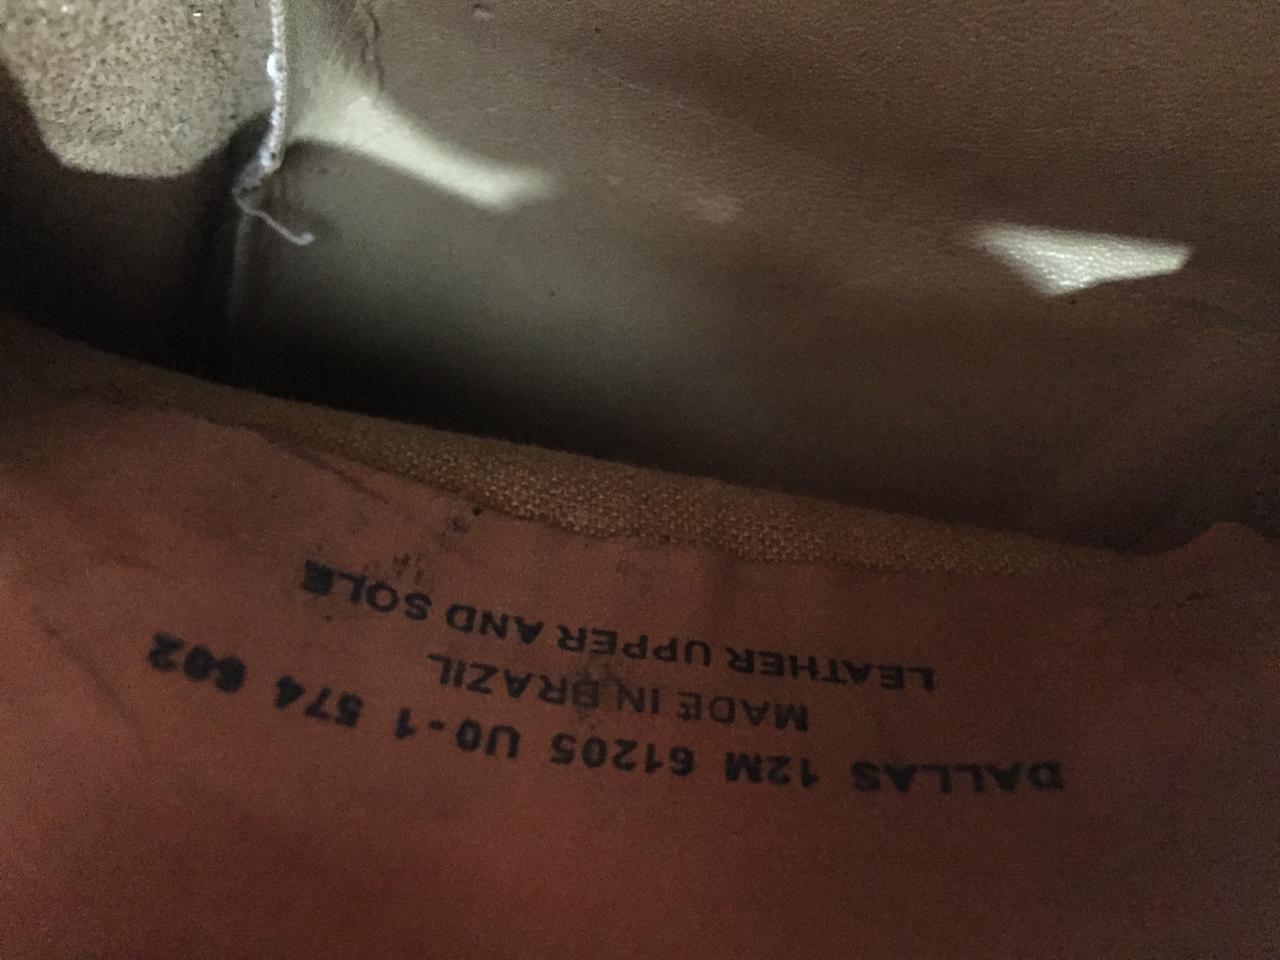 DALLAS 12M 61205 U0-1 574 602
MADE IN BRAZIL
LEATHER UPPER AND SOLE